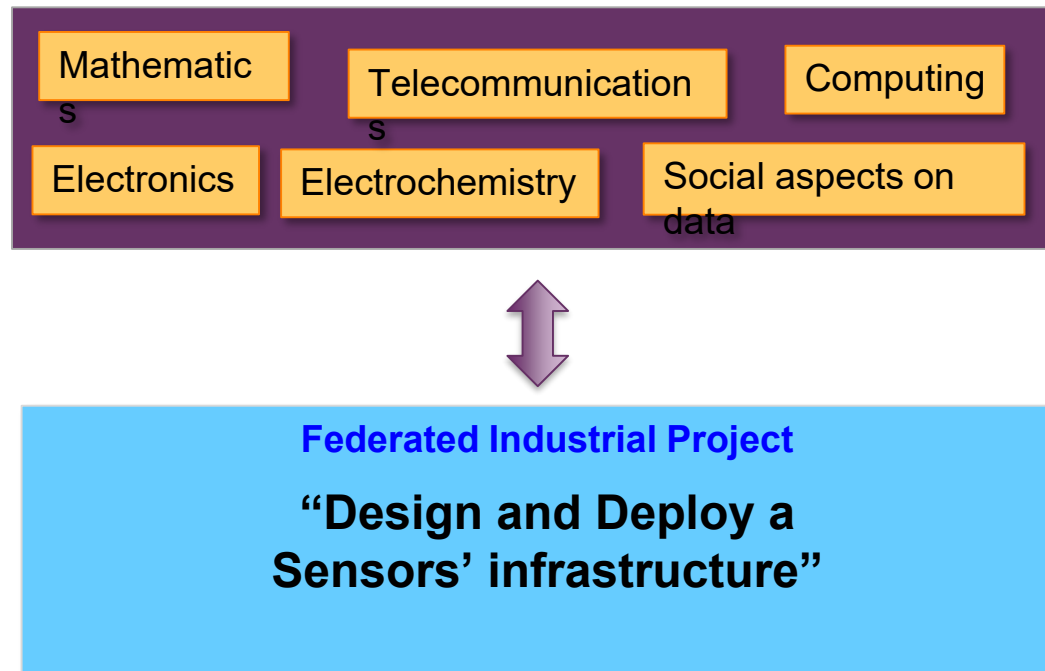 Mathematic
s
Telecommunication
s
Computing
Electronics
Electrochemistry
Social aspects on
data
Federated Industrial Project
“Design and Deploy a
Sensors’ infrastructure”